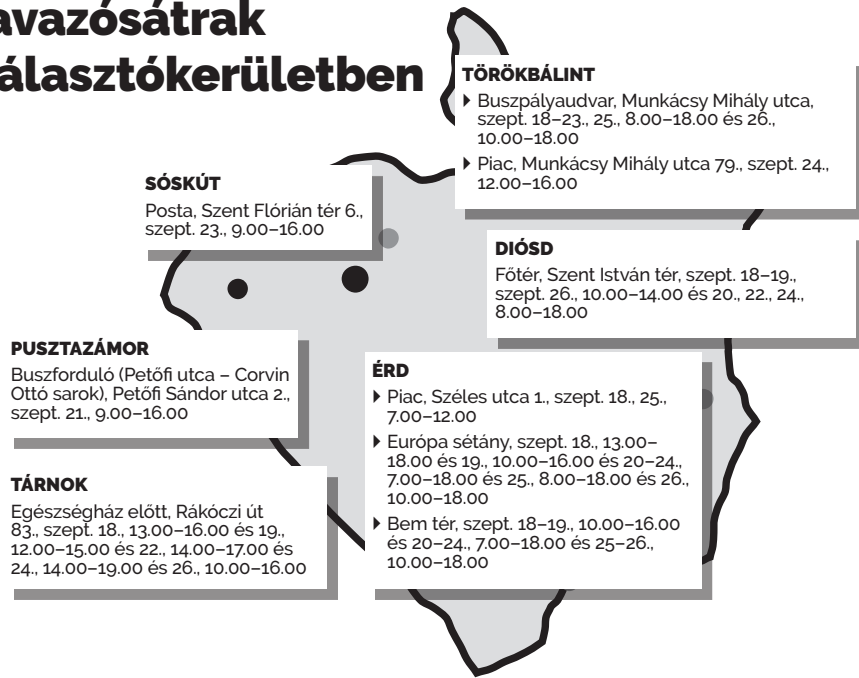 avazósátrak
álasztókerületben
TÖRÖKBÁLINT
Buszpályaudvar, Munkácsy Mihály utca,
szept. 18–23., 25., 8.00–18.00 és 26.,
10.00–18.00
Piac, Munkácsy Mihály utca 79., szept. 24.,
12.00–16.00
SÓSKÚT
Posta, Szent Flórián tér 6.,
szept. 23., 9.00–16.00
DIÓSD
Főtér, Szent István tér, szept. 18–19.,
szept. 26., 10.00–14.00 és 20., 22., 24.,
8.00–18.00
PUSZTAZÁMOR
Buszforduló (Petőfi utca – Corvin
Ottó sarok), Petőfi Sándor utca 2.,
szept. 21., 9.00–16.00
ÉRD
Piac, Széles utca 1., szept. 18., 25.,
7.00–12.00
Európa sétány, szept. 18., 13.00–
18.00 és 19., 10.00–16.00 és 20–24.,
7.00–18.00 és 25., 8.00–18.00 és 26.,
10.00–18.00
Bem tér, szept. 18–19., 10.00–16.00
és 20–24., 7.00–18.00 és 25–26.,
10.00–18.00
TÁRNOK
Egészségház előtt, Rákóczi út
83., szept. 18., 13.00–16.00 és 19.,
12.00–15.00 és 22., 14.00–17.00 és
24., 14.00–19.00 és 26., 10.00–16.00